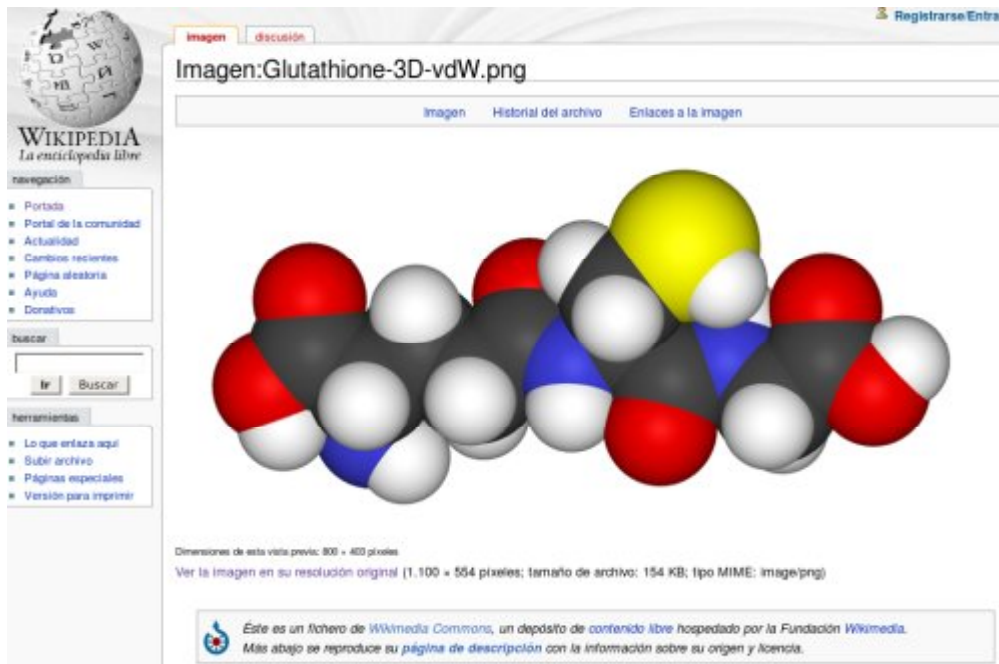 Registrarse/Entra
imagen discusión
Imagen:Glutathione-3D-vdW.png
Imagen Historial del archivo Enlaces a la imagen
WIKIPEDIA
La enciclopedia libre
navegación
Portada
Portal de la comunidad
Actualidad
Cambios recientes
Página aleatoria
Ayuda
Donativos
buscar
Ir Buscar
herramientas
Lo que enlaza aquí
Subir archivo
Páginas especiales
Versión para imprimir
Dimensiones de esta vista previa: 800 × 403 píxeles
Ver la imagen en su resolución original (1.100 × 554 píxeles; tamaño de archivo: 154 KB; tipo MIME: image/png)
Éste es un fichero de Wikimedia Commons, un depósito de contenido libre hospedado por la Fundación Wikimedia.
Más abajo se reproduce su página de descripción con la información sobre su origen y licencia.